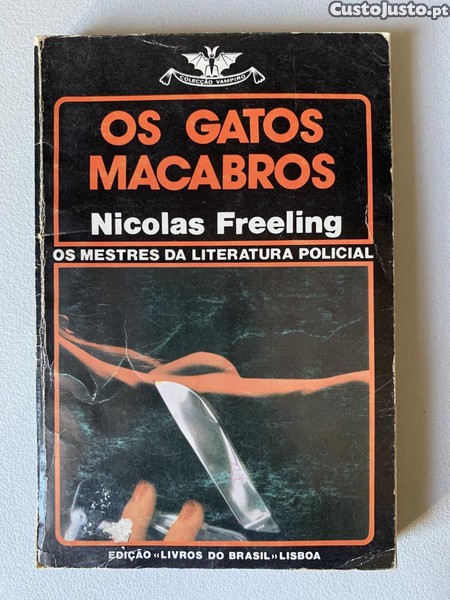 CustoJusto.pt
COLECÇÃO VAMPIRO
OS GATOS
MACABROS
Nicolas Freeling
OS MESTRES DA LITERATURA POLICIAL
EDIÇÃO «LIVROS DO BRASIL» LISBOA